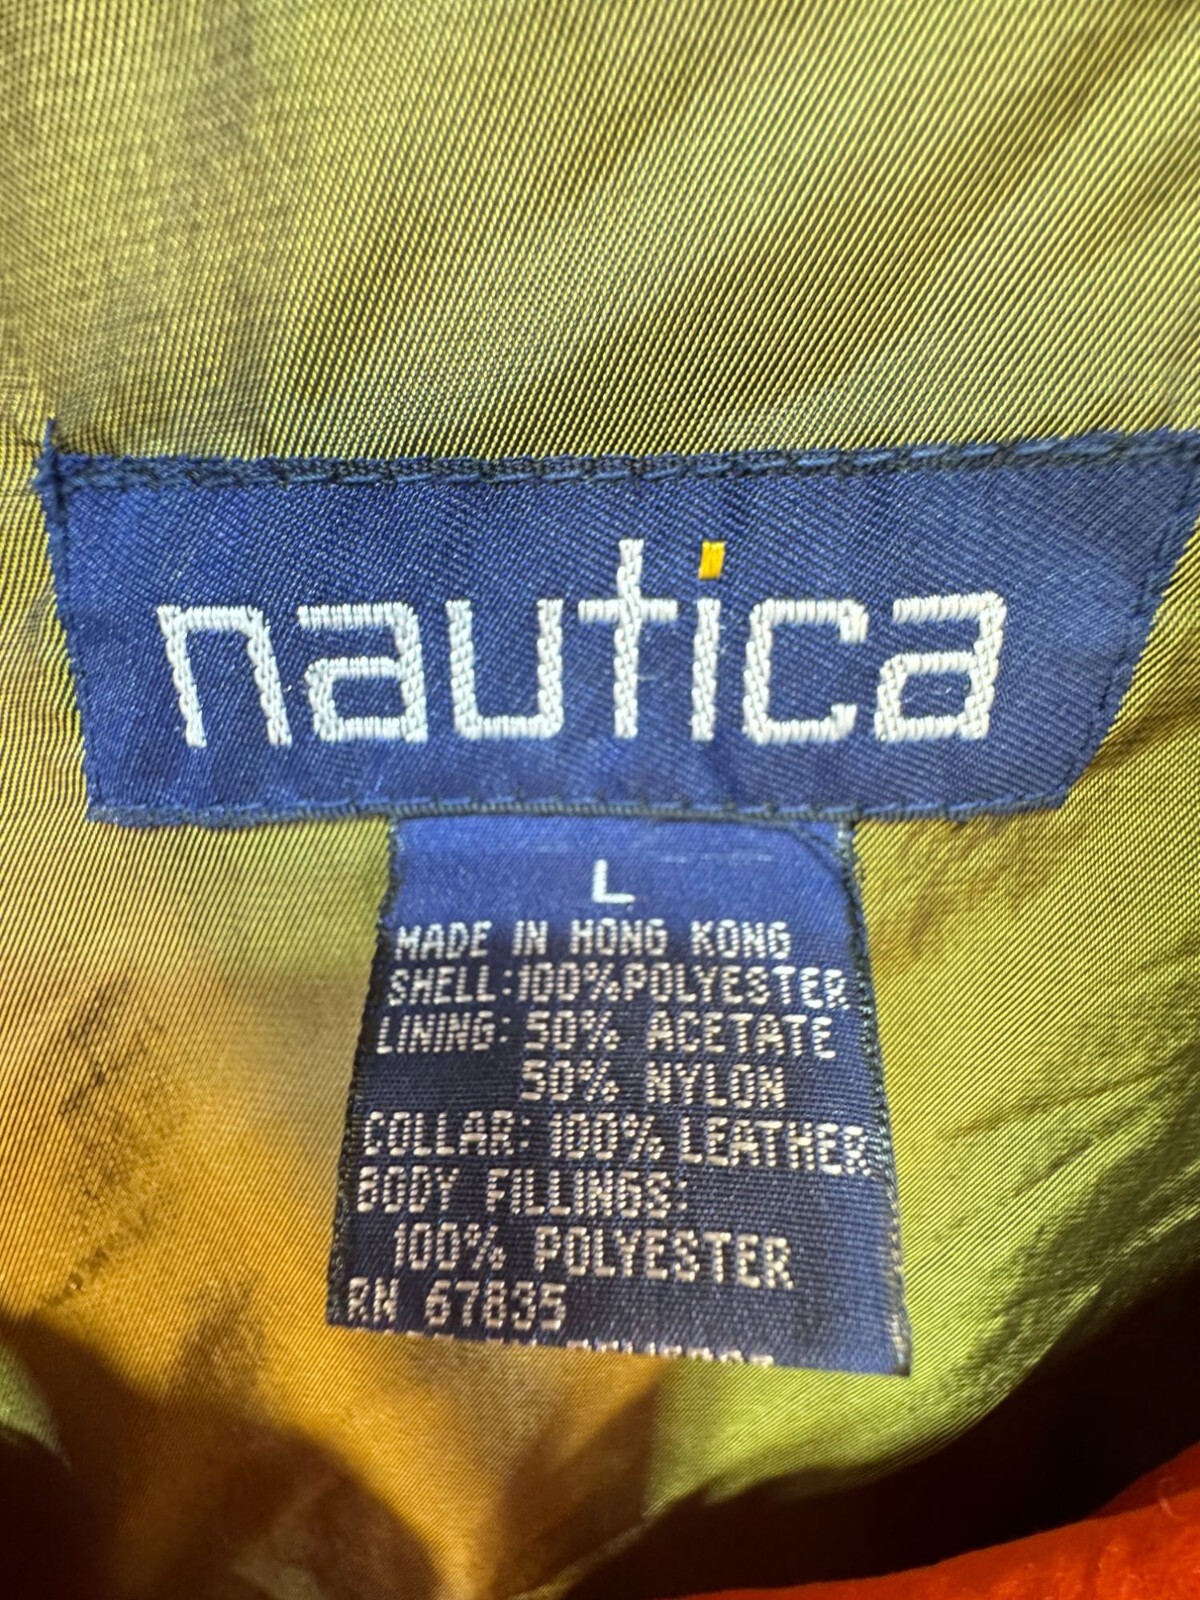 nautica
L
MADE IN HONG KONG
SHELL:100%POLYESTER
LINING: 50% ACETATE
50% NYLON
COLLAR: 100% LEATHER
BODY FILLINGS:
100% POLYESTER
RN 67835